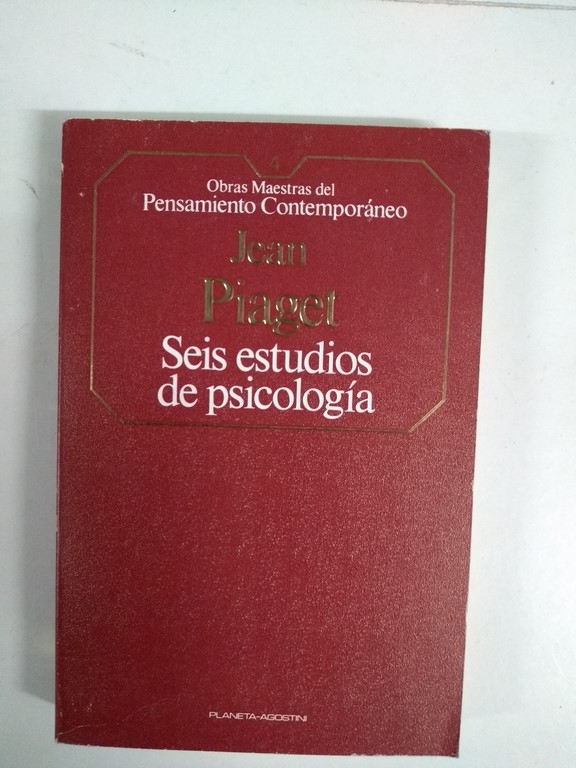 4
Obras Maestras del
Pensamiento Contemporáneo
Jean
Piaget
Seis estudios
de psicología
PLANETA-AGOSTINI